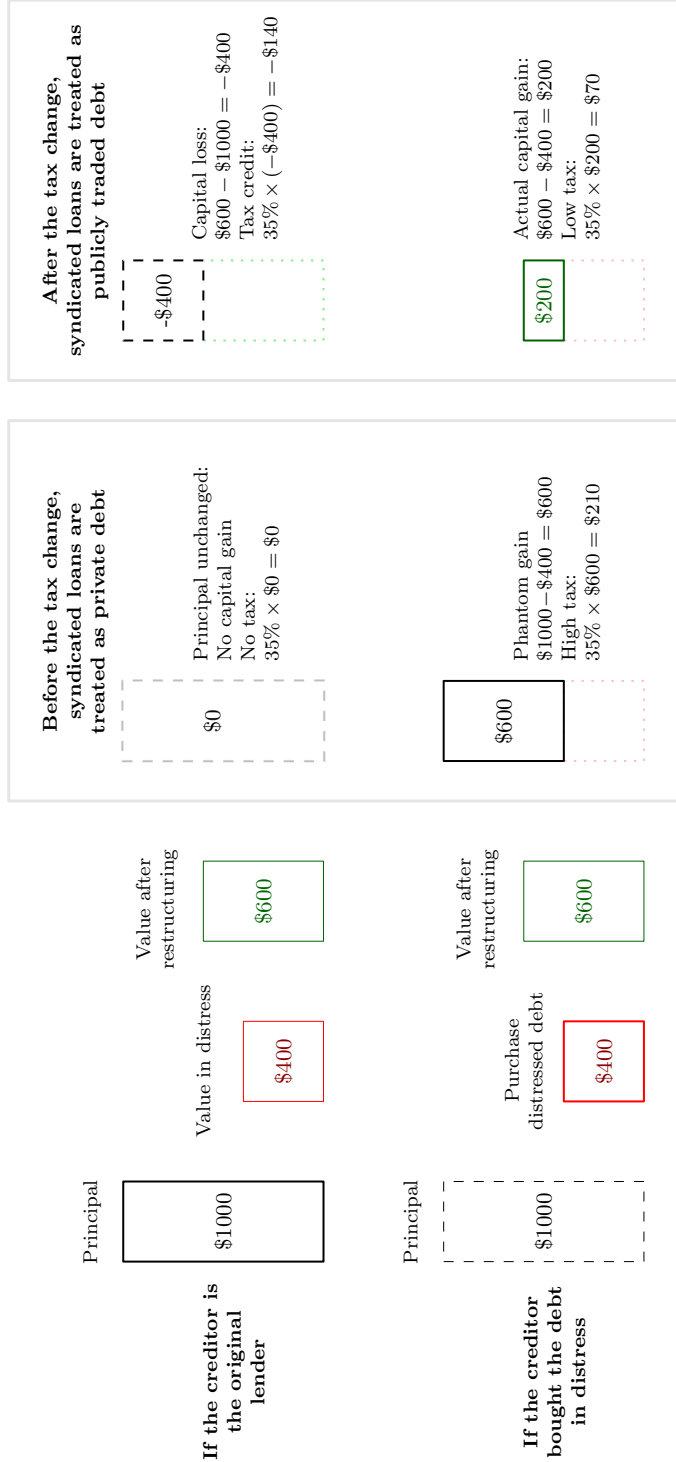 Before the tax change,
syndicated loans are
treated as private debt
After the tax change,
syndicated loans are treated as
publicly traded debt
If the creditor is
the original
lender
Principal
$1000
Value in distress
$400
Value after
restructuring
$600
$0
Principal unchanged:
No capital gain
No tax:
35% × $0 = $0
-$400
Capital loss:
$600 − $1000 = −$400
Tax credit:
35% × (−$400) = −$140
If the creditor
bought the debt
in distress
Principal
$1000
Purchase
distressed debt
$400
Value after
restructuring
$600
$600
Phantom gain
$1000−$400 = $600
High tax:
35% × $600 = $210
$200
Actual capital gain:
$600 − $400 = $200
Low tax:
35% × $200 = $70